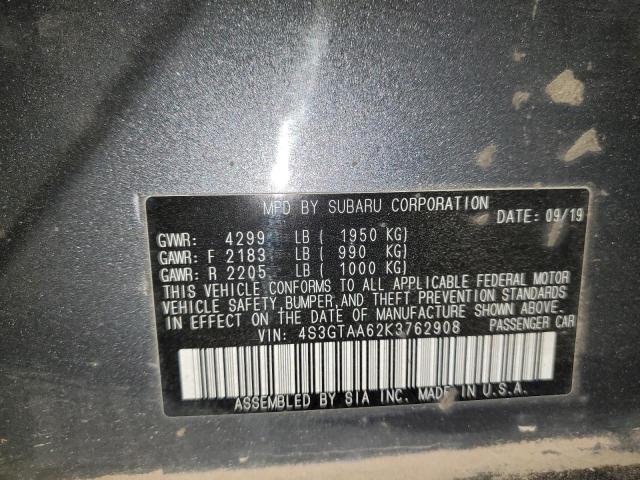 MFD BY SUBARU CORPORATION
DATE: 09/19
GVWR: 4299 LB ( 1950 KG)
GAWR: F 2183 LB ( 990 KG)
GAWR: R 2205 LB ( 1000 KG)
THIS VEHICLE CONFORMS TO ALL APPLICABLE FEDERAL MOTOR
VEHICLE SAFETY, BUMPER, AND THEFT PREVENTION STANDARDS
IN EFFECT ON THE DATE OF MANUFACTURE SHOWN ABOVE.
VIN: 4S3GTAA62K3762908 PASSENGER CAR
ASSEMBLED BY SIA INC. MADE IN U.S.A.